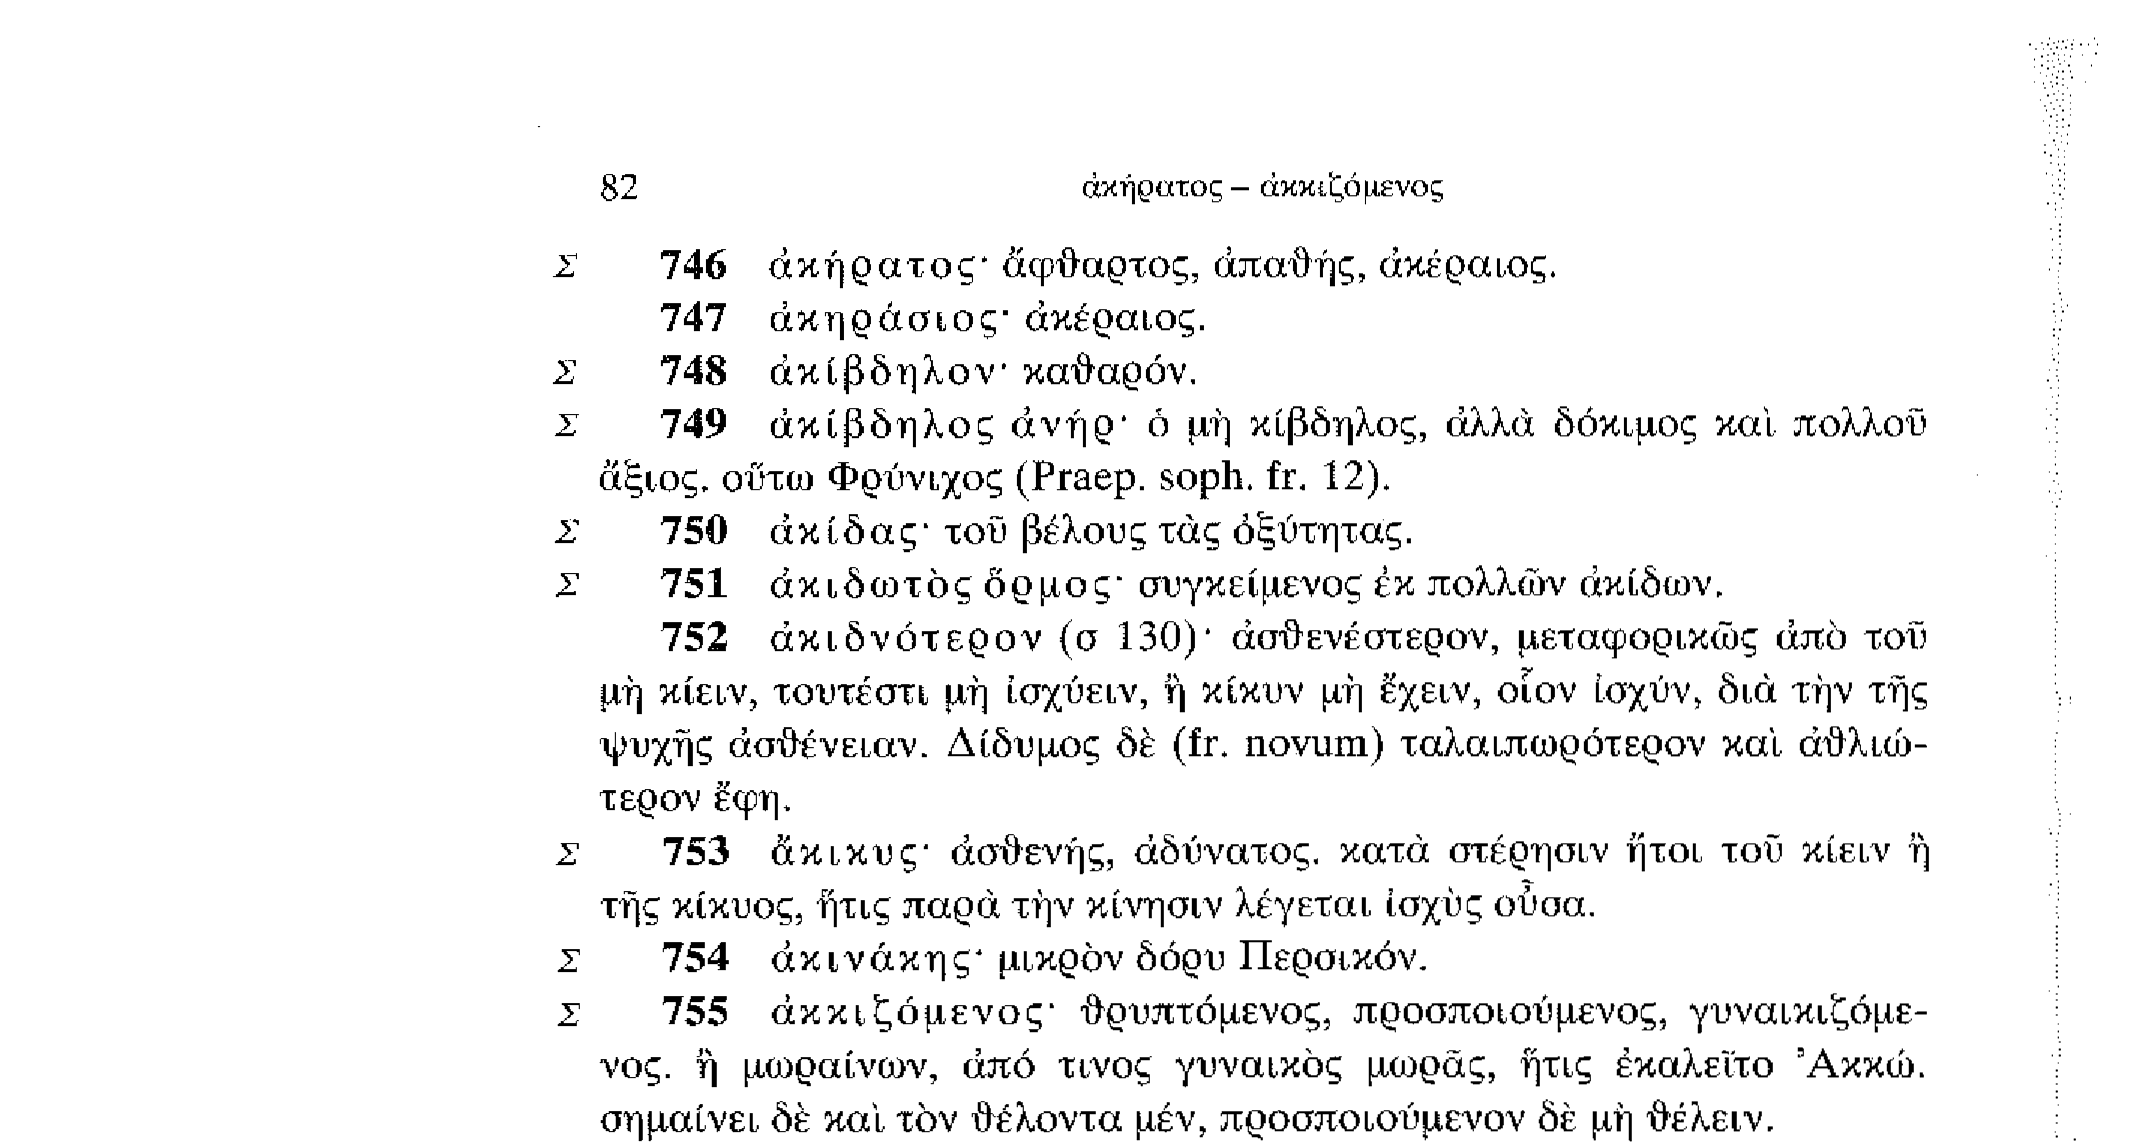 82 ἀκήρατος – ἀκκιζόμενος
Σ 746 ἀκήρατος· ἄφθαρτος, ἀπαθής, ἀκέραιος.
747 ἀκηράσιος· ἀκέραιος.
Σ 748 ἀκίβδηλον· καθαρόν.
Σ 749 ἀκίβδηλος ἀνήρ· ὁ μὴ κίβδηλος, ἀλλὰ δόκιμος καὶ πολλοῦ
ἄξιος. οὕτω Φρύνιχος (Praep. soph. fr. 12).
Σ 750 ἀκίδας· τοῦ βέλους τὰς ὀξύτητας.
Σ 751 ἀκιδωτὸς ὅρμος· συγκείμενος ἐκ πολλῶν ἀκίδων.
752 ἀκιδνότερον (σ 130)· ἀσθενέστερον, μεταφορικῶς ἀπὸ τοῦ
μὴ κίειν, τουτέστι μὴ ἰσχύειν, ἢ κίκυν μὴ ἔχειν, οἷον ἰσχύν, διὰ τὴν τῆς
ψυχῆς ἀσθένειαν. Δίδυμος δὲ (fr. novum) ταλαιπωρότερον καὶ ἀθλιώ-
τερον ἔφη.
Σ 753 ἄκικυς· ἀσθενής, ἀδύνατος. κατὰ στέρησιν ἤτοι τοῦ κίειν ἢ
τῆς κίκυος, ἥτις παρὰ τὴν κίνησιν λέγεται ἰσχὺς οὖσα.
Σ 754 ἀκινάκης· μικρὸν δόρυ Περσικόν.
Σ 755 ἀκκιζόμενος· θρυπτόμενος, προσποιούμενος, γυναικιζόμε-
νος. ἢ μωραίνων, ἀπό τινος γυναικὸς μωρᾶς, ἥτις ἐκαλεῖτο Ἀκκώ.
σημαίνει δὲ καὶ τὸν θέλοντα μέν, προσποιούμενον δὲ μὴ θέλειν.